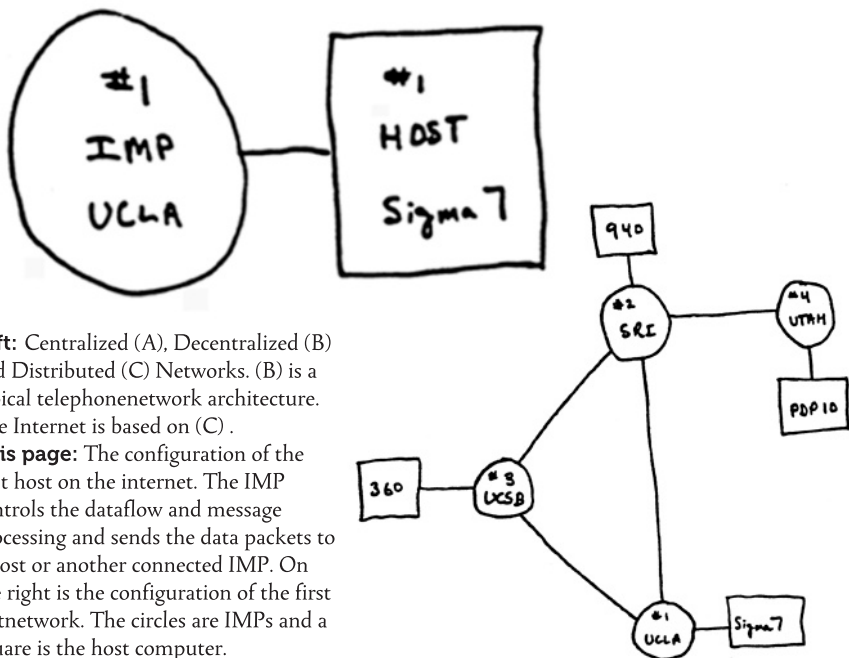 #1
IMP
UCLA
#1
HOST
Sigma 7
ft: Centralized (A), Decentralized (B)
d Distributed (C) Networks. (B) is a
pical telephonenetwork architecture.
e Internet is based on (C) .
is page: The configuration of the
t host on the internet. The IMP
ntrols the dataflow and message
ocessing and sends the data packets to
ost or another connected IMP. On
e right is the configuration of the first
tnetwork. The circles are IMPs and a
uare is the host computer.
940
#2
SRI
#4
UTAH
PDP 10
360
#3
UCSB
#1
UCLA
Sigma 7